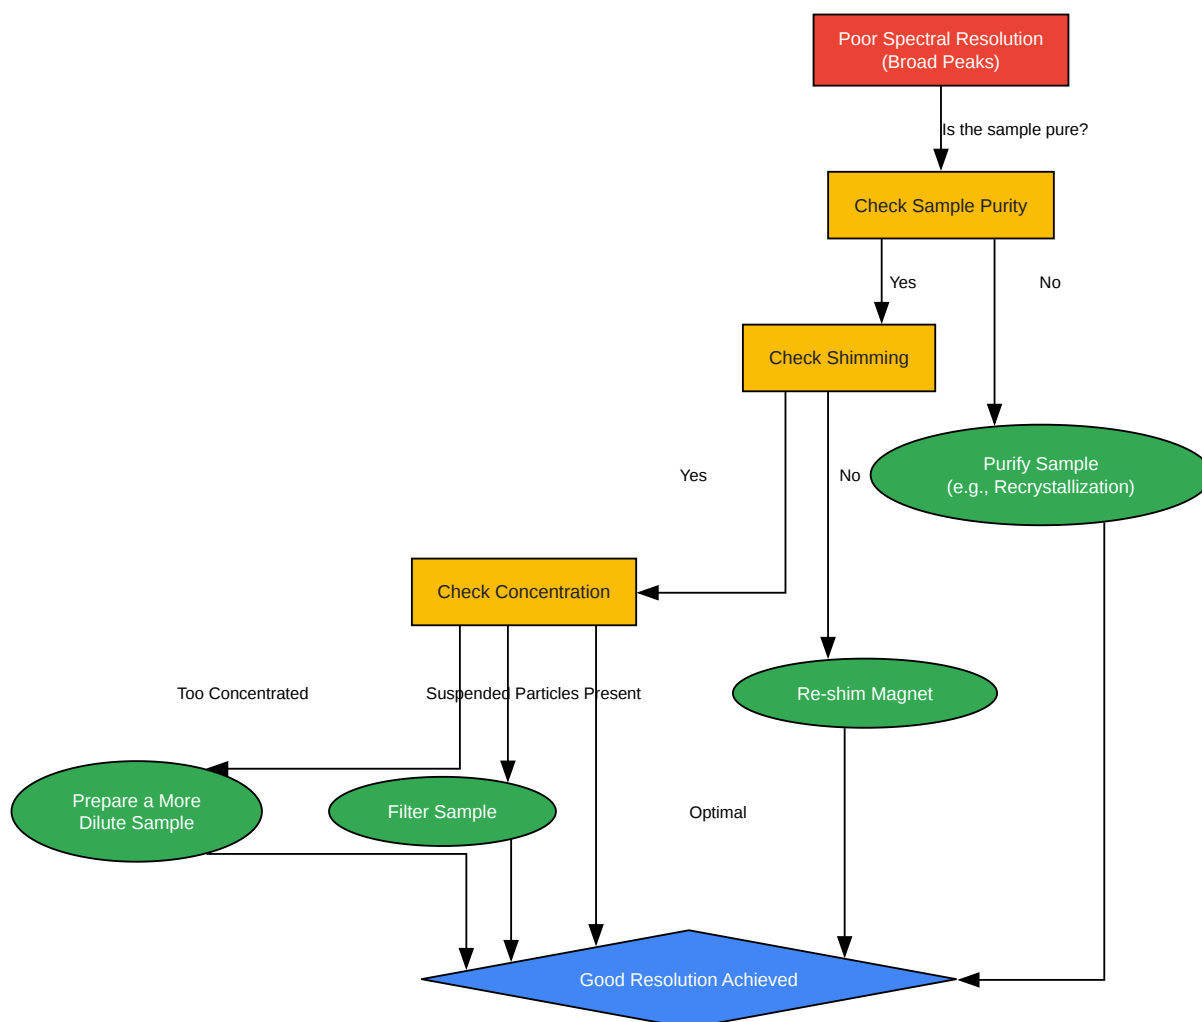 Poor Spectral Resolution
(Broad Peaks)
Is the sample pure?
Check Sample Purity
Yes
No
Check Shimming
Purify Sample
(e.g., Recrystallization)
Yes
No
Check Concentration
Too Concentrated
Suspended Particles Present
Re-shim Magnet
Prepare a More
Dilute Sample
Filter Sample
Optimal
Good Resolution Achieved